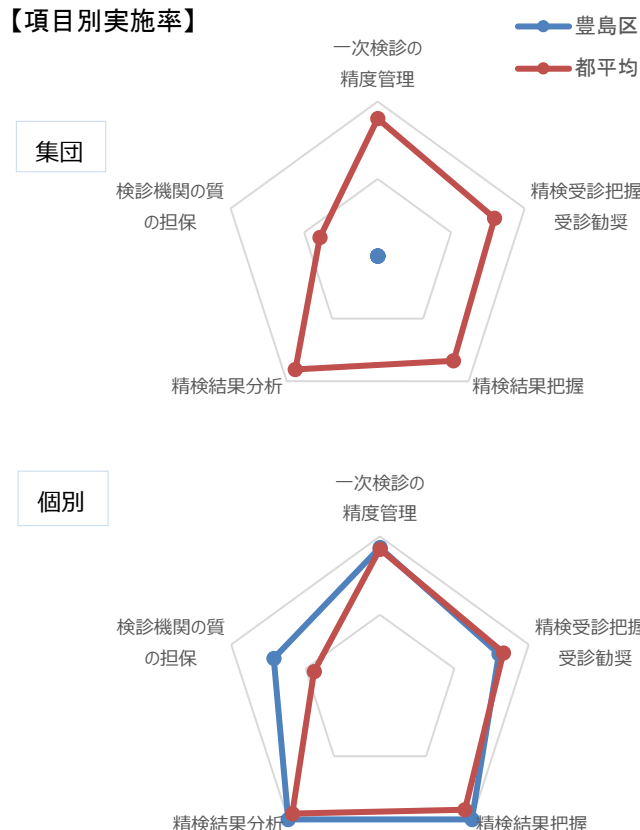 【項目別実施率】
豊島区
都平均
集団
一次検診の
精度管理
精検受診把握
受診勧奨
精検結果把握
精検結果分析
検診機関の質
の担保
個別
一次検診の
精度管理
精検受診把握
受診勧奨
精検結果把握
精検結果分析
検診機関の質
の担保